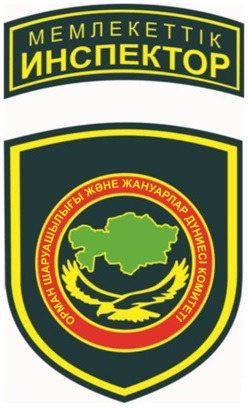 МЕМЛЕКЕТТІК
ИНСПЕКТОР
ОРМАН ШАРУАШЫЛЫҒЫ ЖӘНЕ ЖАНУАРЛАР ДҮНИЕСІ КОМИТЕТІ